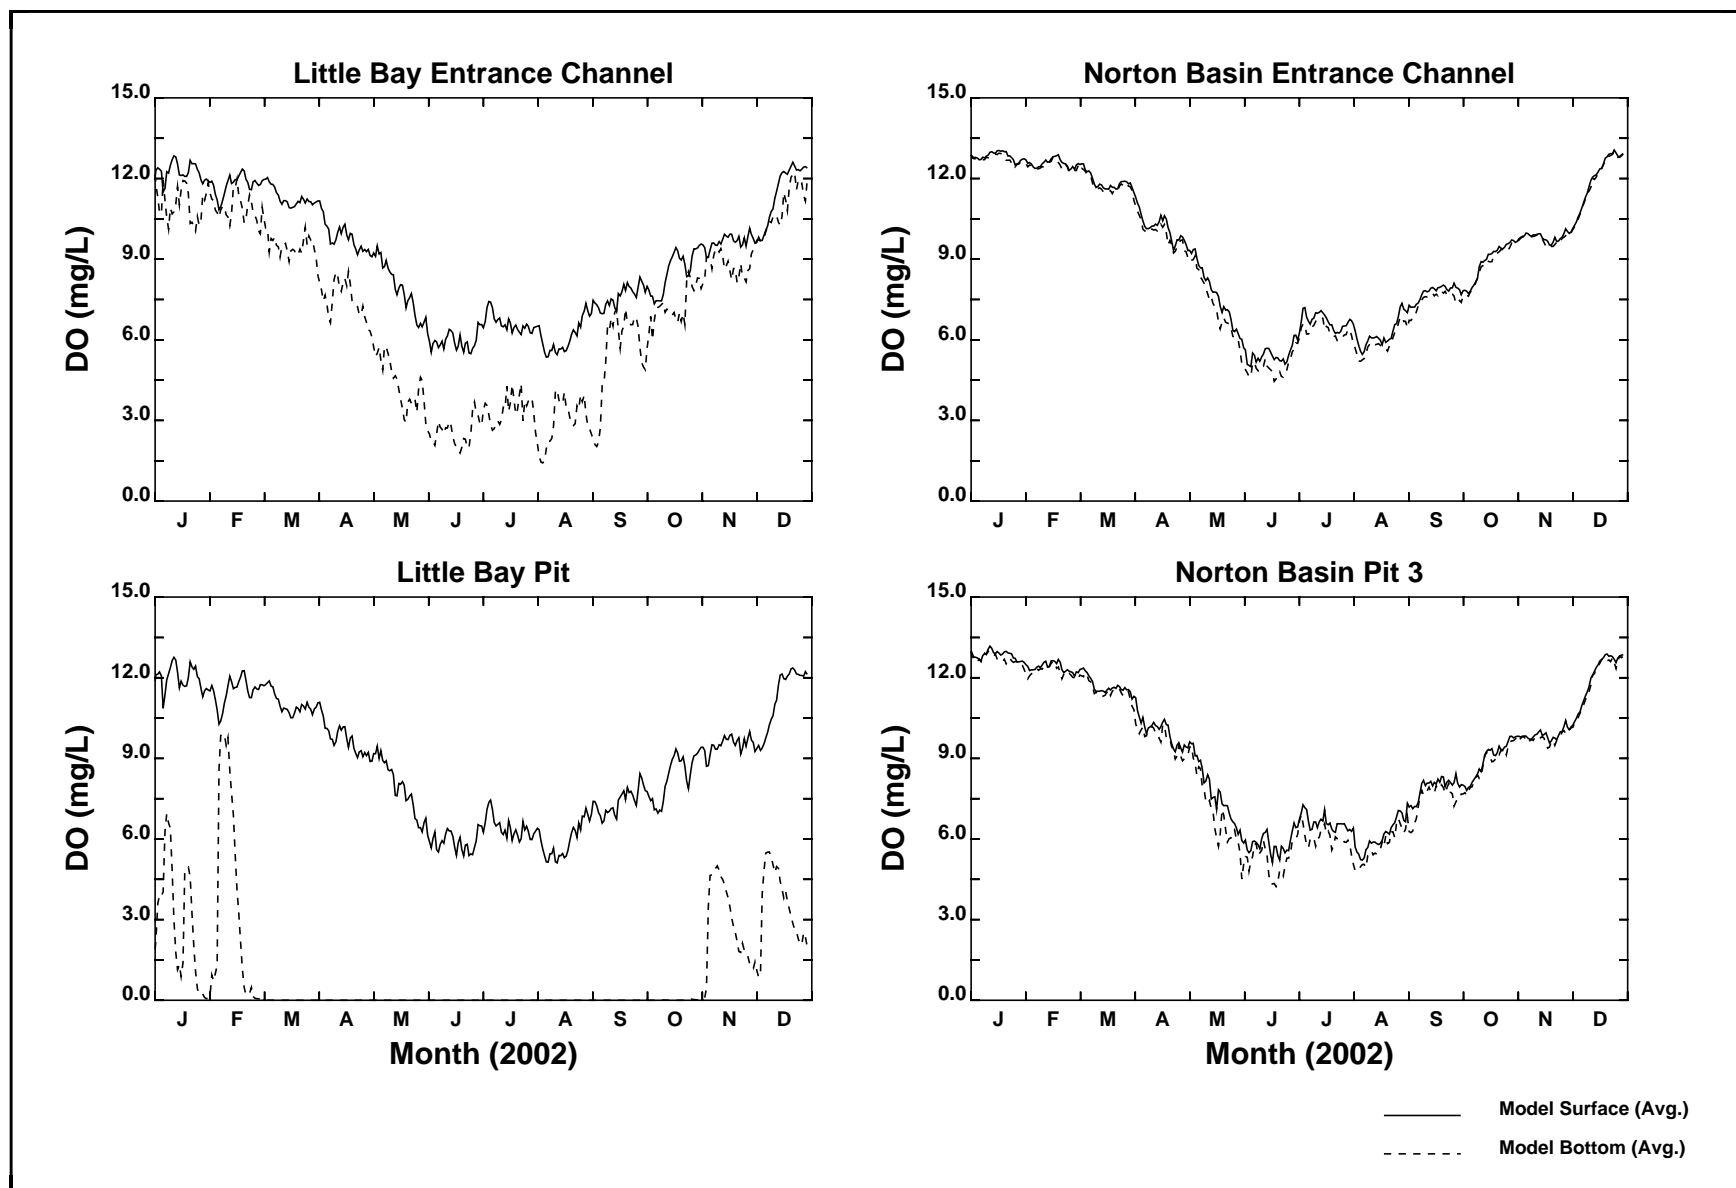 Little Bay Entrance Channel
DO (mg/L)
15.0
12.0
9.0
6.0
3.0
0.0
J F M A M J J A S O N D
Norton Basin Entrance Channel
DO (mg/L)
15.0
12.0
9.0
6.0
3.0
0.0
J F M A M J J A S O N D
Little Bay Pit
DO (mg/L)
15.0
12.0
9.0
6.0
3.0
0.0
J F M A M J J A S O N D
Month (2002)
Norton Basin Pit 3
DO (mg/L)
15.0
12.0
9.0
6.0
3.0
0.0
J F M A M J J A S O N D
Month (2002)
Model Surface (Avg.)
Model Bottom (Avg.)